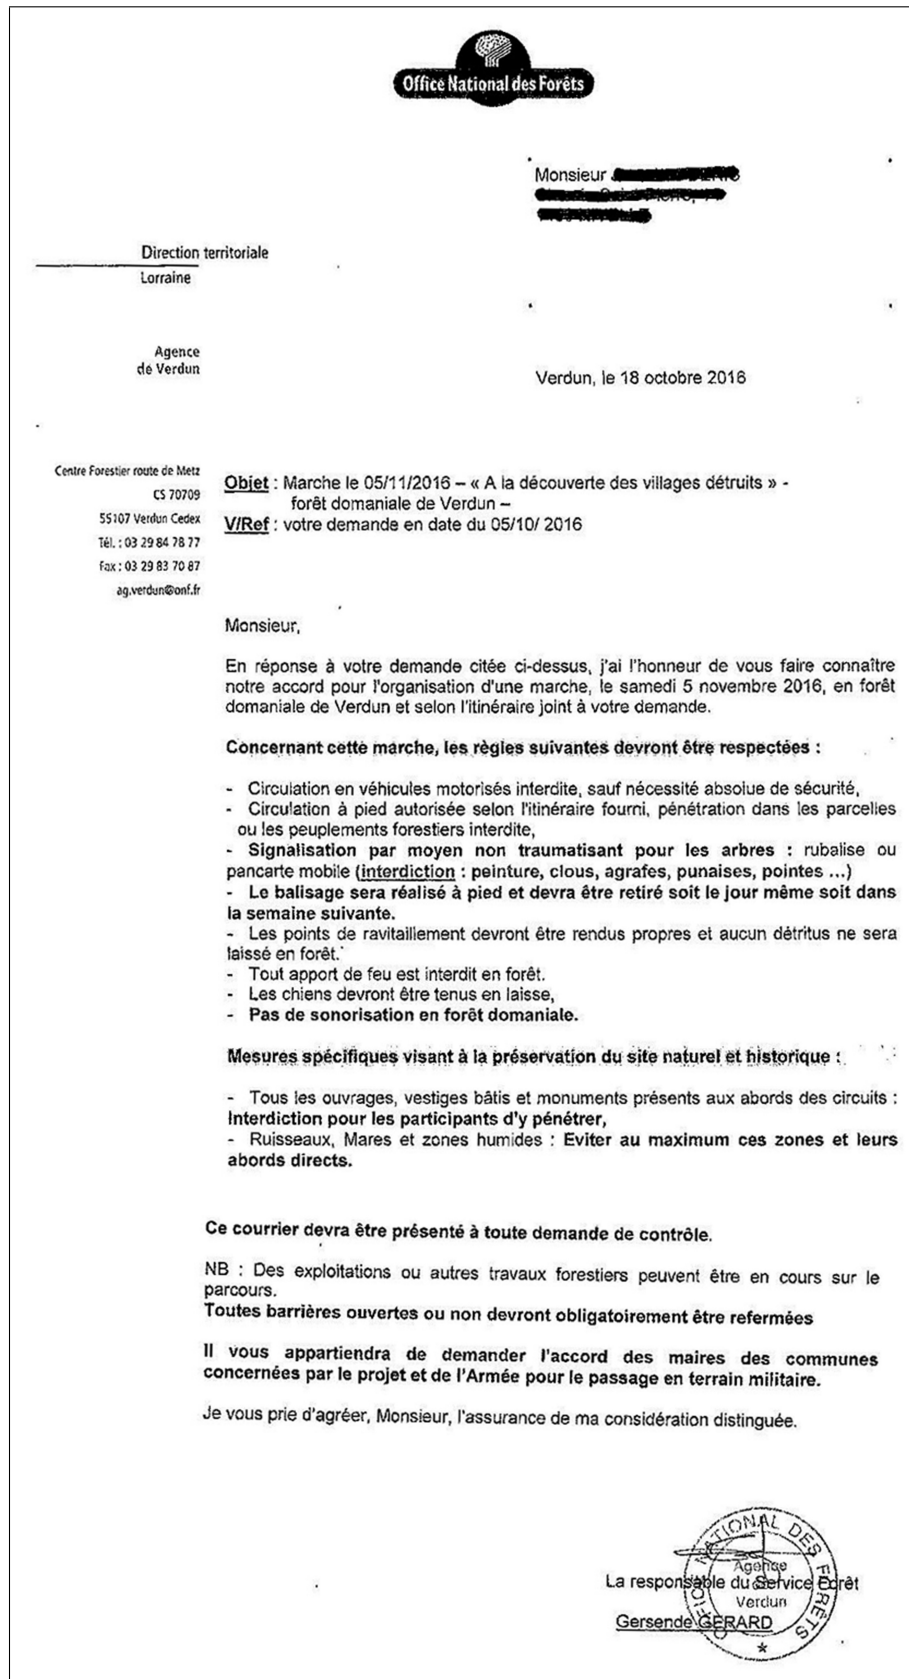 Office National des Forêts
Monsieur
Direction territoriale
Lorraine
Agence
de Verdun
Verdun, le 18 octobre 2016
Centre Forestier route de Metz
CS 70709
55107 Verdun Cedex
Tél. : 03 29 84 78 77
Fax : 03 29 83 70 87
ag.verdun@onf.fr
Objet : Marche le 05/11/2016 – « A la découverte des villages détruits » -
forêt domaniale de Verdun –
V/Ref : votre demande en date du 05/10/ 2016
Monsieur,
En réponse à votre demande citée ci-dessus, j'ai l'honneur de vous faire connaître
notre accord pour l'organisation d'une marche, le samedi 5 novembre 2016, en forêt
domaniale de Verdun et selon l'itinéraire joint à votre demande.
Concernant cette marche, les règles suivantes devront être respectées :
- Circulation en véhicules motorisés interdite, sauf nécessité absolue de sécurité,
- Circulation à pied autorisée selon l'itinéraire fourni, pénétration dans les parcelles
ou les peuplements forestiers interdite,
- Signalisation par moyen non traumatisant pour les arbres : rubalise ou
pancarte mobile (interdiction : peinture, clous, agrafes, punaises, pointes ...)
- Le balisage sera réalisé à pied et devra être retiré soit le jour même soit dans
la semaine suivante.
- Les points de ravitaillement devront être rendus propres et aucun détritus ne sera
laissé en forêt.
- Tout apport de feu est interdit en forêt.
- Les chiens devront être tenus en laisse,
- Pas de sonorisation en forêt domaniale.
Mesures spécifiques visant à la préservation du site naturel et historique :
- Tous les ouvrages, vestiges bâtis et monuments présents aux abords des circuits :
Interdiction pour les participants d'y pénétrer,
- Ruisseaux, Mares et zones humides : Eviter au maximum ces zones et leurs
abords directs.
Ce courrier devra être présenté à toute demande de contrôle.
NB : Des exploitations ou autres travaux forestiers peuvent être en cours sur le
parcours.
Toutes barrières ouvertes ou non devront obligatoirement être refermées
Il vous appartiendra de demander l'accord des maires des communes
concernées par le projet et de l'Armée pour le passage en terrain militaire.
Je vous prie d'agréer, Monsieur, l'assurance de ma considération distinguée.
OFFICE NATIONAL DES FORÊTS
Agence
La responsable du Service Forêt
Verdun
Gersende GERARD